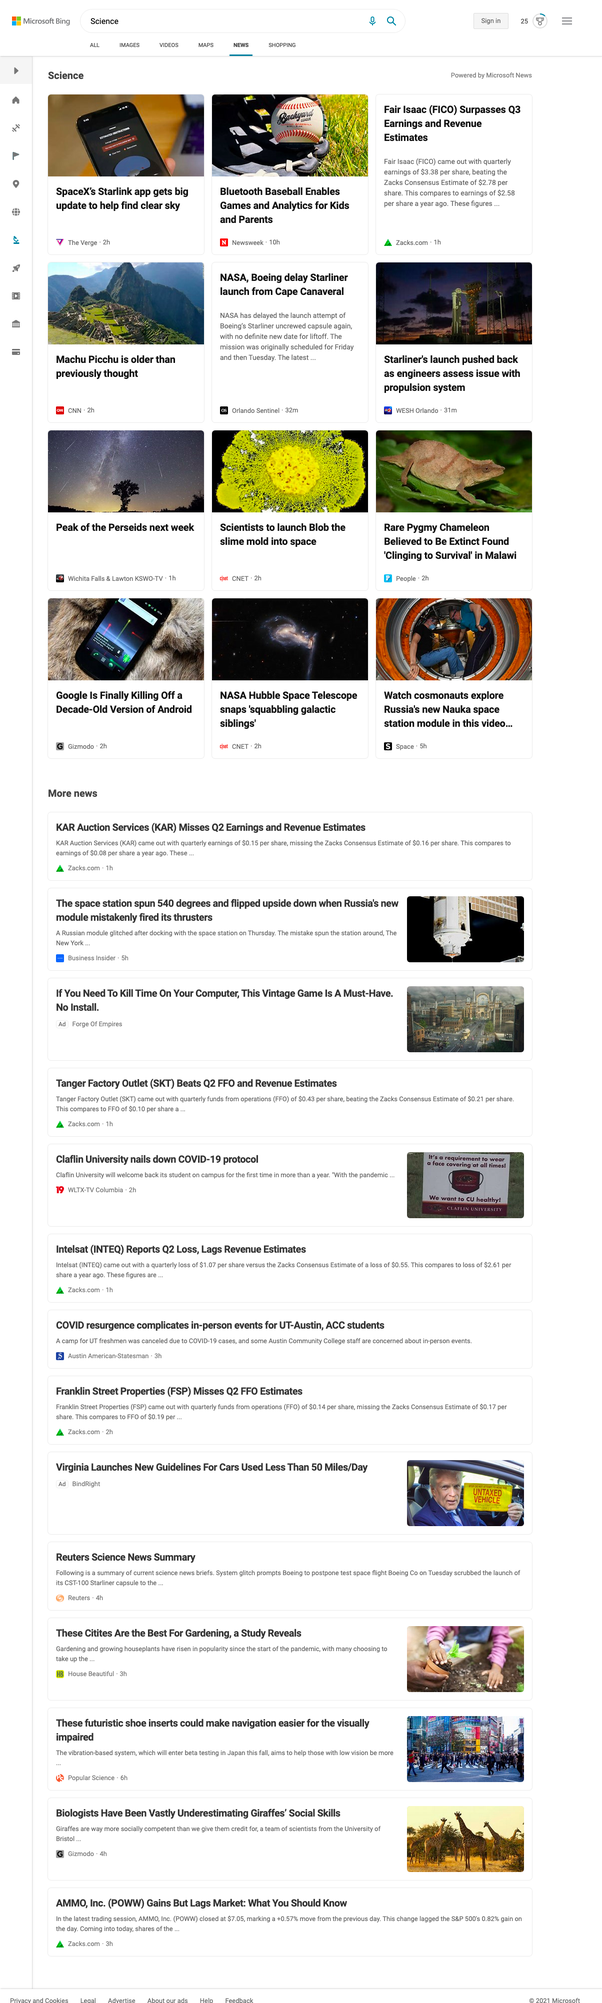 Microsoft Bing
Science
Sign in
25
ALL
IMAGES
VIDEOS
MAPS
NEWS
SHOPPING
Science
Powered by Microsoft News
SpaceX's Starlink app gets big
update to help find clear sky
The Verge · 2h
Backyard
Bluetooth Baseball Enables
Games and Analytics for Kids
and Parents
Newsweek · 10h
Fair Isaac (FICO) Surpasses Q3
Earnings and Revenue
Estimates
Fair Isaac (FICO) came out with quarterly
earnings of $3.38 per share, beating the
Zacks Consensus Estimate of $2.78 per
share. This compares to earnings of $2.58
per share a year ago. These figures ...
Zacks.com · 1h
Machu Picchu is older than
previously thought
CNN · 2h
NASA, Boeing delay Starliner
launch from Cape Canaveral
NASA has delayed the launch attempt of
Boeing's Starliner uncrewed capsule again,
with no definite new date for liftoff. The
mission was originally scheduled for Friday
and then Tuesday. The latest ...
Orlando Sentinel · 32m
Starliner's launch pushed back
as engineers assess issue with
propulsion system
WESH Orlando · 31m
Peak of the Perseids next week
Wichita Falls & Lawton KSWO-TV · 1h
Scientists to launch Blob the
slime mold into space
CNET · 2h
Rare Pygmy Chameleon
Believed to Be Extinct Found
'Clinging to Survival' in Malawi
People · 2h
Google Is Finally Killing Off a
Decade-Old Version of Android
Gizmodo · 2h
NASA Hubble Space Telescope
snaps 'squabbling galactic
siblings'
CNET · 2h
Watch cosmonauts explore
Russia's new Nauka space
station module in this video...
Space · 5h
More news
KAR Auction Services (KAR) Misses Q2 Earnings and Revenue Estimates
KAR Auction Services (KAR) came out with quarterly earnings of $0.15 per share, missing the Zacks Consensus Estimate of $0.16 per share. This compares to
earnings of $0.08 per share a year ago. These ...
Zacks.com · 1h
The space station spun 540 degrees and flipped upside down when Russia's new
module mistakenly fired its thrusters
A Russian module glitched after docking with the space station on Thursday. The mistake spun the station around, The
New York ...
Business Insider · 5h
If You Need To Kill Time On Your Computer, This Vintage Game Is A Must-Have.
No Install.
Ad Forge Of Empires
Tanger Factory Outlet (SKT) Beats Q2 FFO and Revenue Estimates
Tanger Factory Outlet (SKT) came out with quarterly funds from operations (FFO) of $0.43 per share, beating the Zacks Consensus Estimate of $0.21 per share.
This compares to FFO of $0.10 per share a ...
Zacks.com · 1h
Claflin University nails down COVID-19 protocol
Claflin University will welcome back its student on campus for the first time in more than a year. "With the pandemic ...
19 WLTX-TV Columbia · 2h
It's a requirement to wear
a face covering at all times!
We want to CU healthy!
CLAFLIN UNIVERSITY
Intelsat (INTEQ) Reports Q2 Loss, Lags Revenue Estimates
Intelsat (INTEQ) came out with a quarterly loss of $1.07 per share versus the Zacks Consensus Estimate of a loss of $0.55. This compares to loss of $2.61 per
share a year ago. These figures are ...
Zacks.com · 1h
COVID resurgence complicates in-person events for UT-Austin, ACC students
A camp for UT freshmen was canceled due to COVID-19 cases, and some Austin Community College staff are concerned about in-person events.
Austin American-Statesman · 3h
Franklin Street Properties (FSP) Misses Q2 FFO Estimates
Franklin Street Properties (FSP) came out with quarterly funds from operations (FFO) of $0.14 per share, missing the Zacks Consensus Estimate of $0.17 per
share. This compares to FFO of $0.19 per ...
Zacks.com · 2h
Virginia Launches New Guidelines For Cars Used Less Than 50 Miles/Day
Ad BindRight
UNTAXED
VEHICLE
Reuters Science News Summary
Following is a summary of current science news briefs. System glitch prompts Boeing to postpone test space flight Boeing Co on Tuesday scrubbed the launch of
its CST-100 Starliner capsule to the ...
Reuters · 4h
These Citites Are the Best For Gardening, a Study Reveals
Gardening and growing houseplants have risen in popularity since the start of the pandemic, with many choosing to
take up the ...
House Beautiful · 3h
These futuristic shoe inserts could make navigation easier for the visually
impaired
The vibration-based system, which will enter beta testing in Japan this fall, aims to help those with low vision be more
...
Popular Science · 6h
Biologists Have Been Vastly Underestimating Giraffes' Social Skills
Giraffes are way more socially competent than we give them credit for, a team of scientists from the University of
Bristol ...
Gizmodo · 4h
AMMO, Inc. (POWW) Gains But Lags Market: What You Should Know
In the latest trading session, AMMO, Inc. (POWW) closed at $7.05, marking a +0.57% move from the previous day. This change lagged the S&P 500's 0.82% gain on
the day. Coming into today, shares of the ...
Zacks.com · 3h
Privacy and Cookies
Legal
Advertise
About our ads
Help
Feedback
© 2021 Microsoft